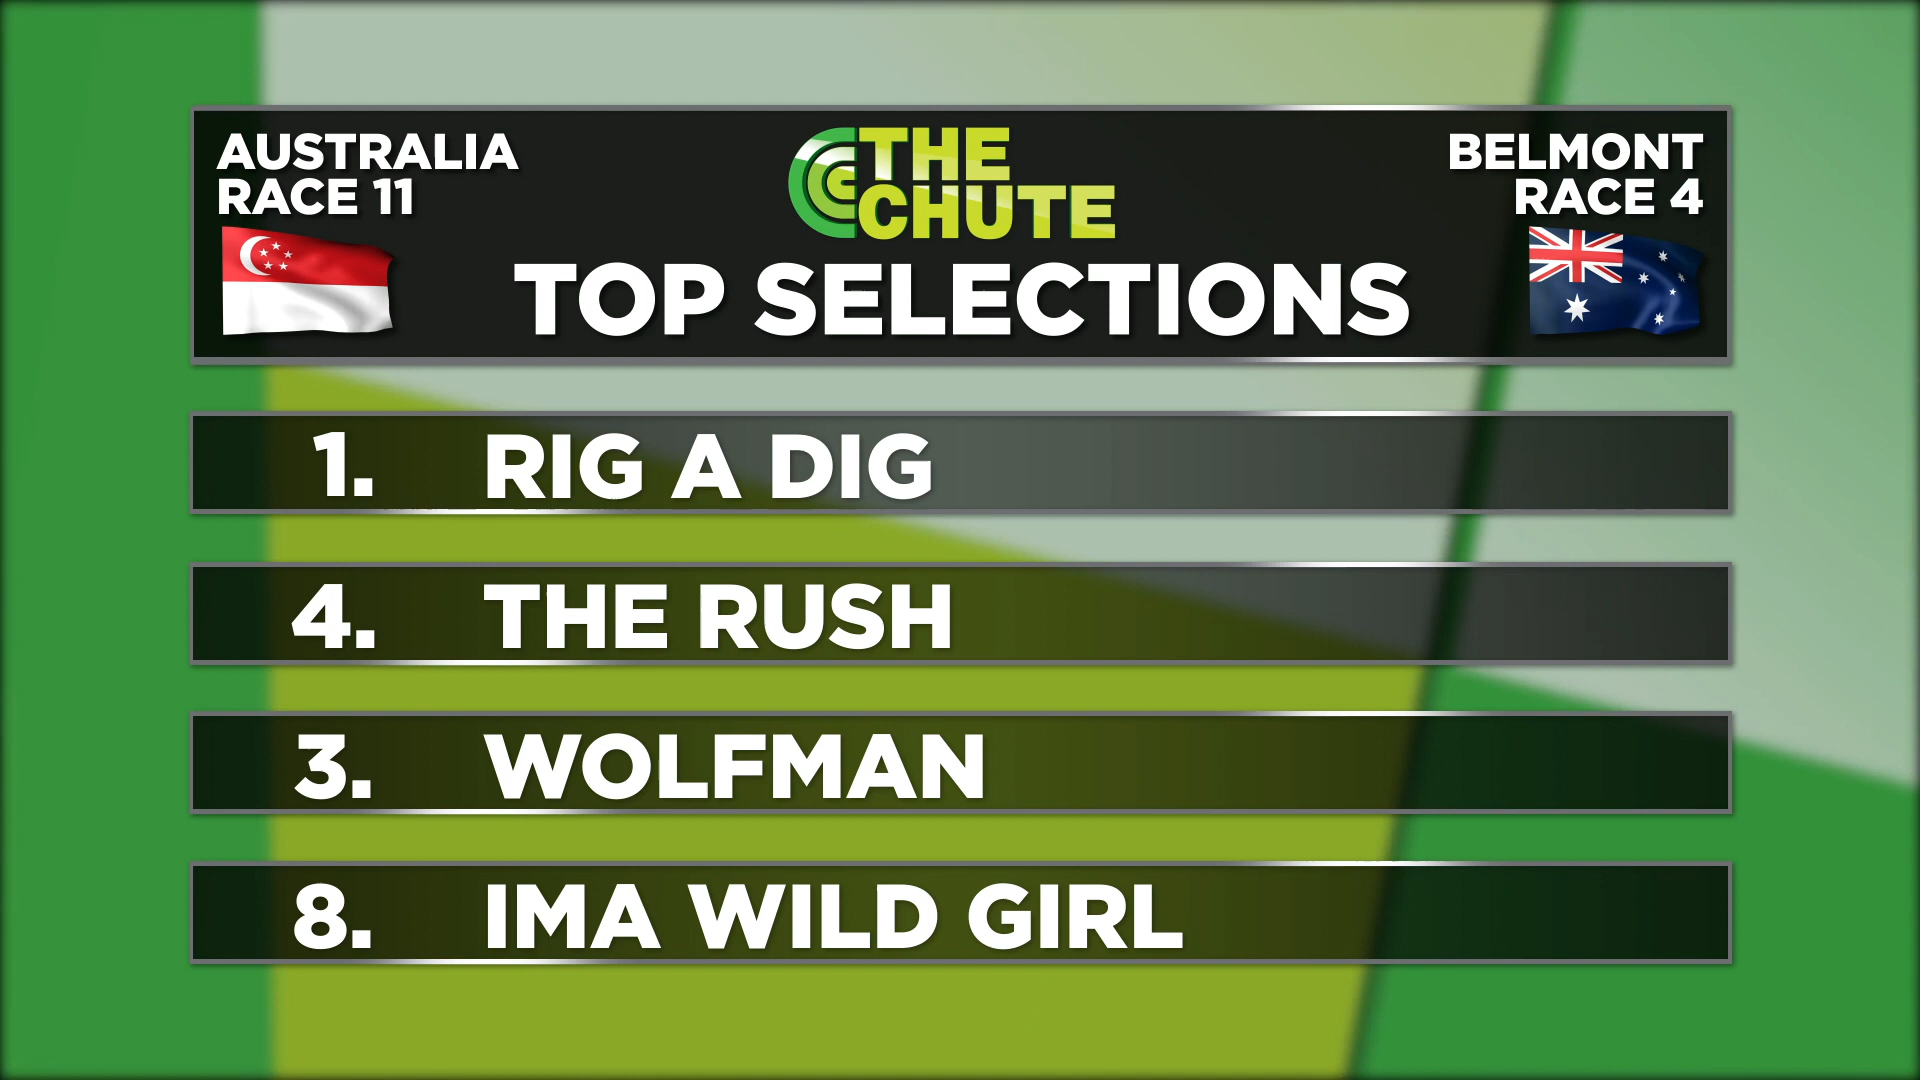 AUSTRALIA
RACE 11
THE
CHUTE
BELMONT
RACE 4
TOP SELECTIONS
1. RIG A DIG
4. THE RUSH
3. WOLFMAN
8. IMA WILD GIRL